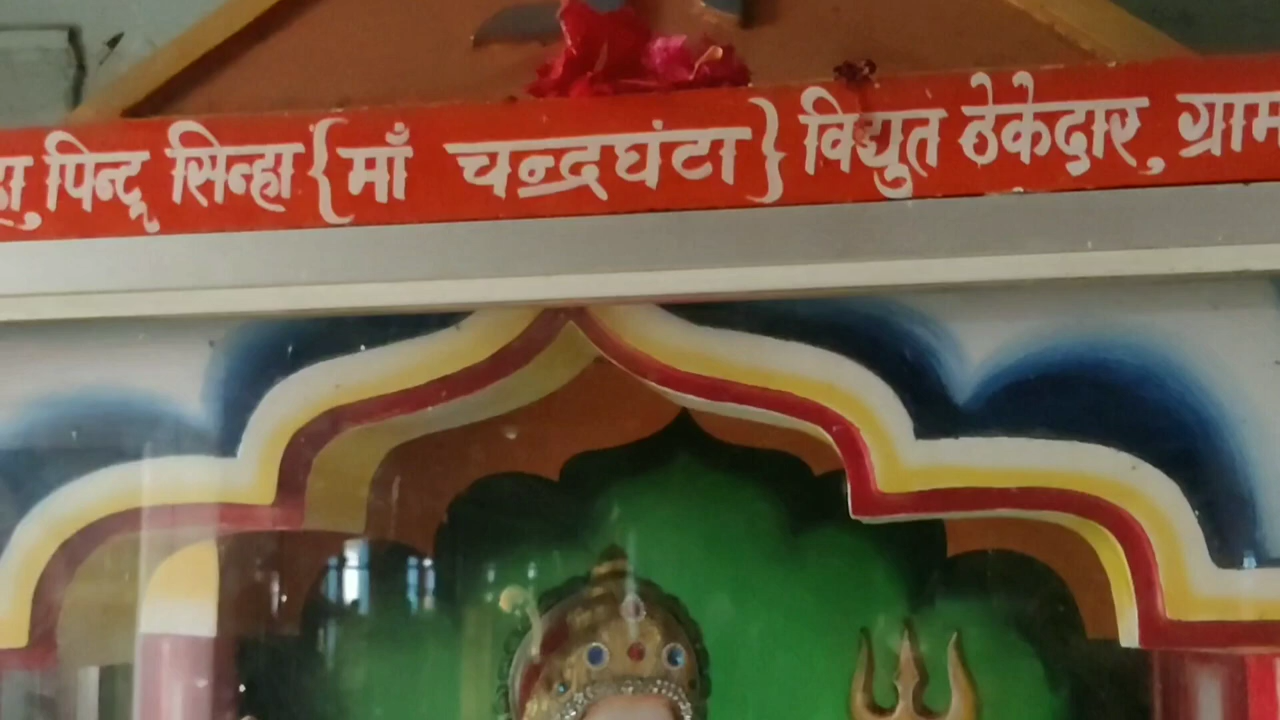 पिन्टू सिन्हा {माँ चन्द्रघंटा} विद्युत ठेकेदार, ग्राम